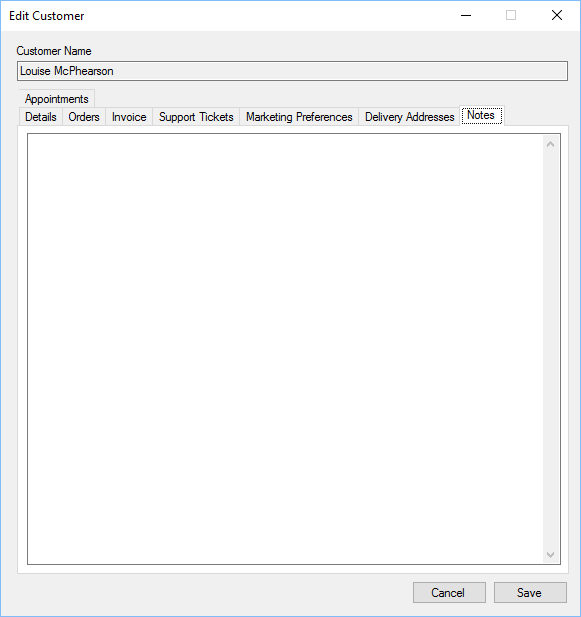 Edit Customer
Customer Name
Louise McPhearson
Appointments
Details Orders Invoice Support Tickets Marketing Preferences Delivery Addresses Notes
Cancel Save